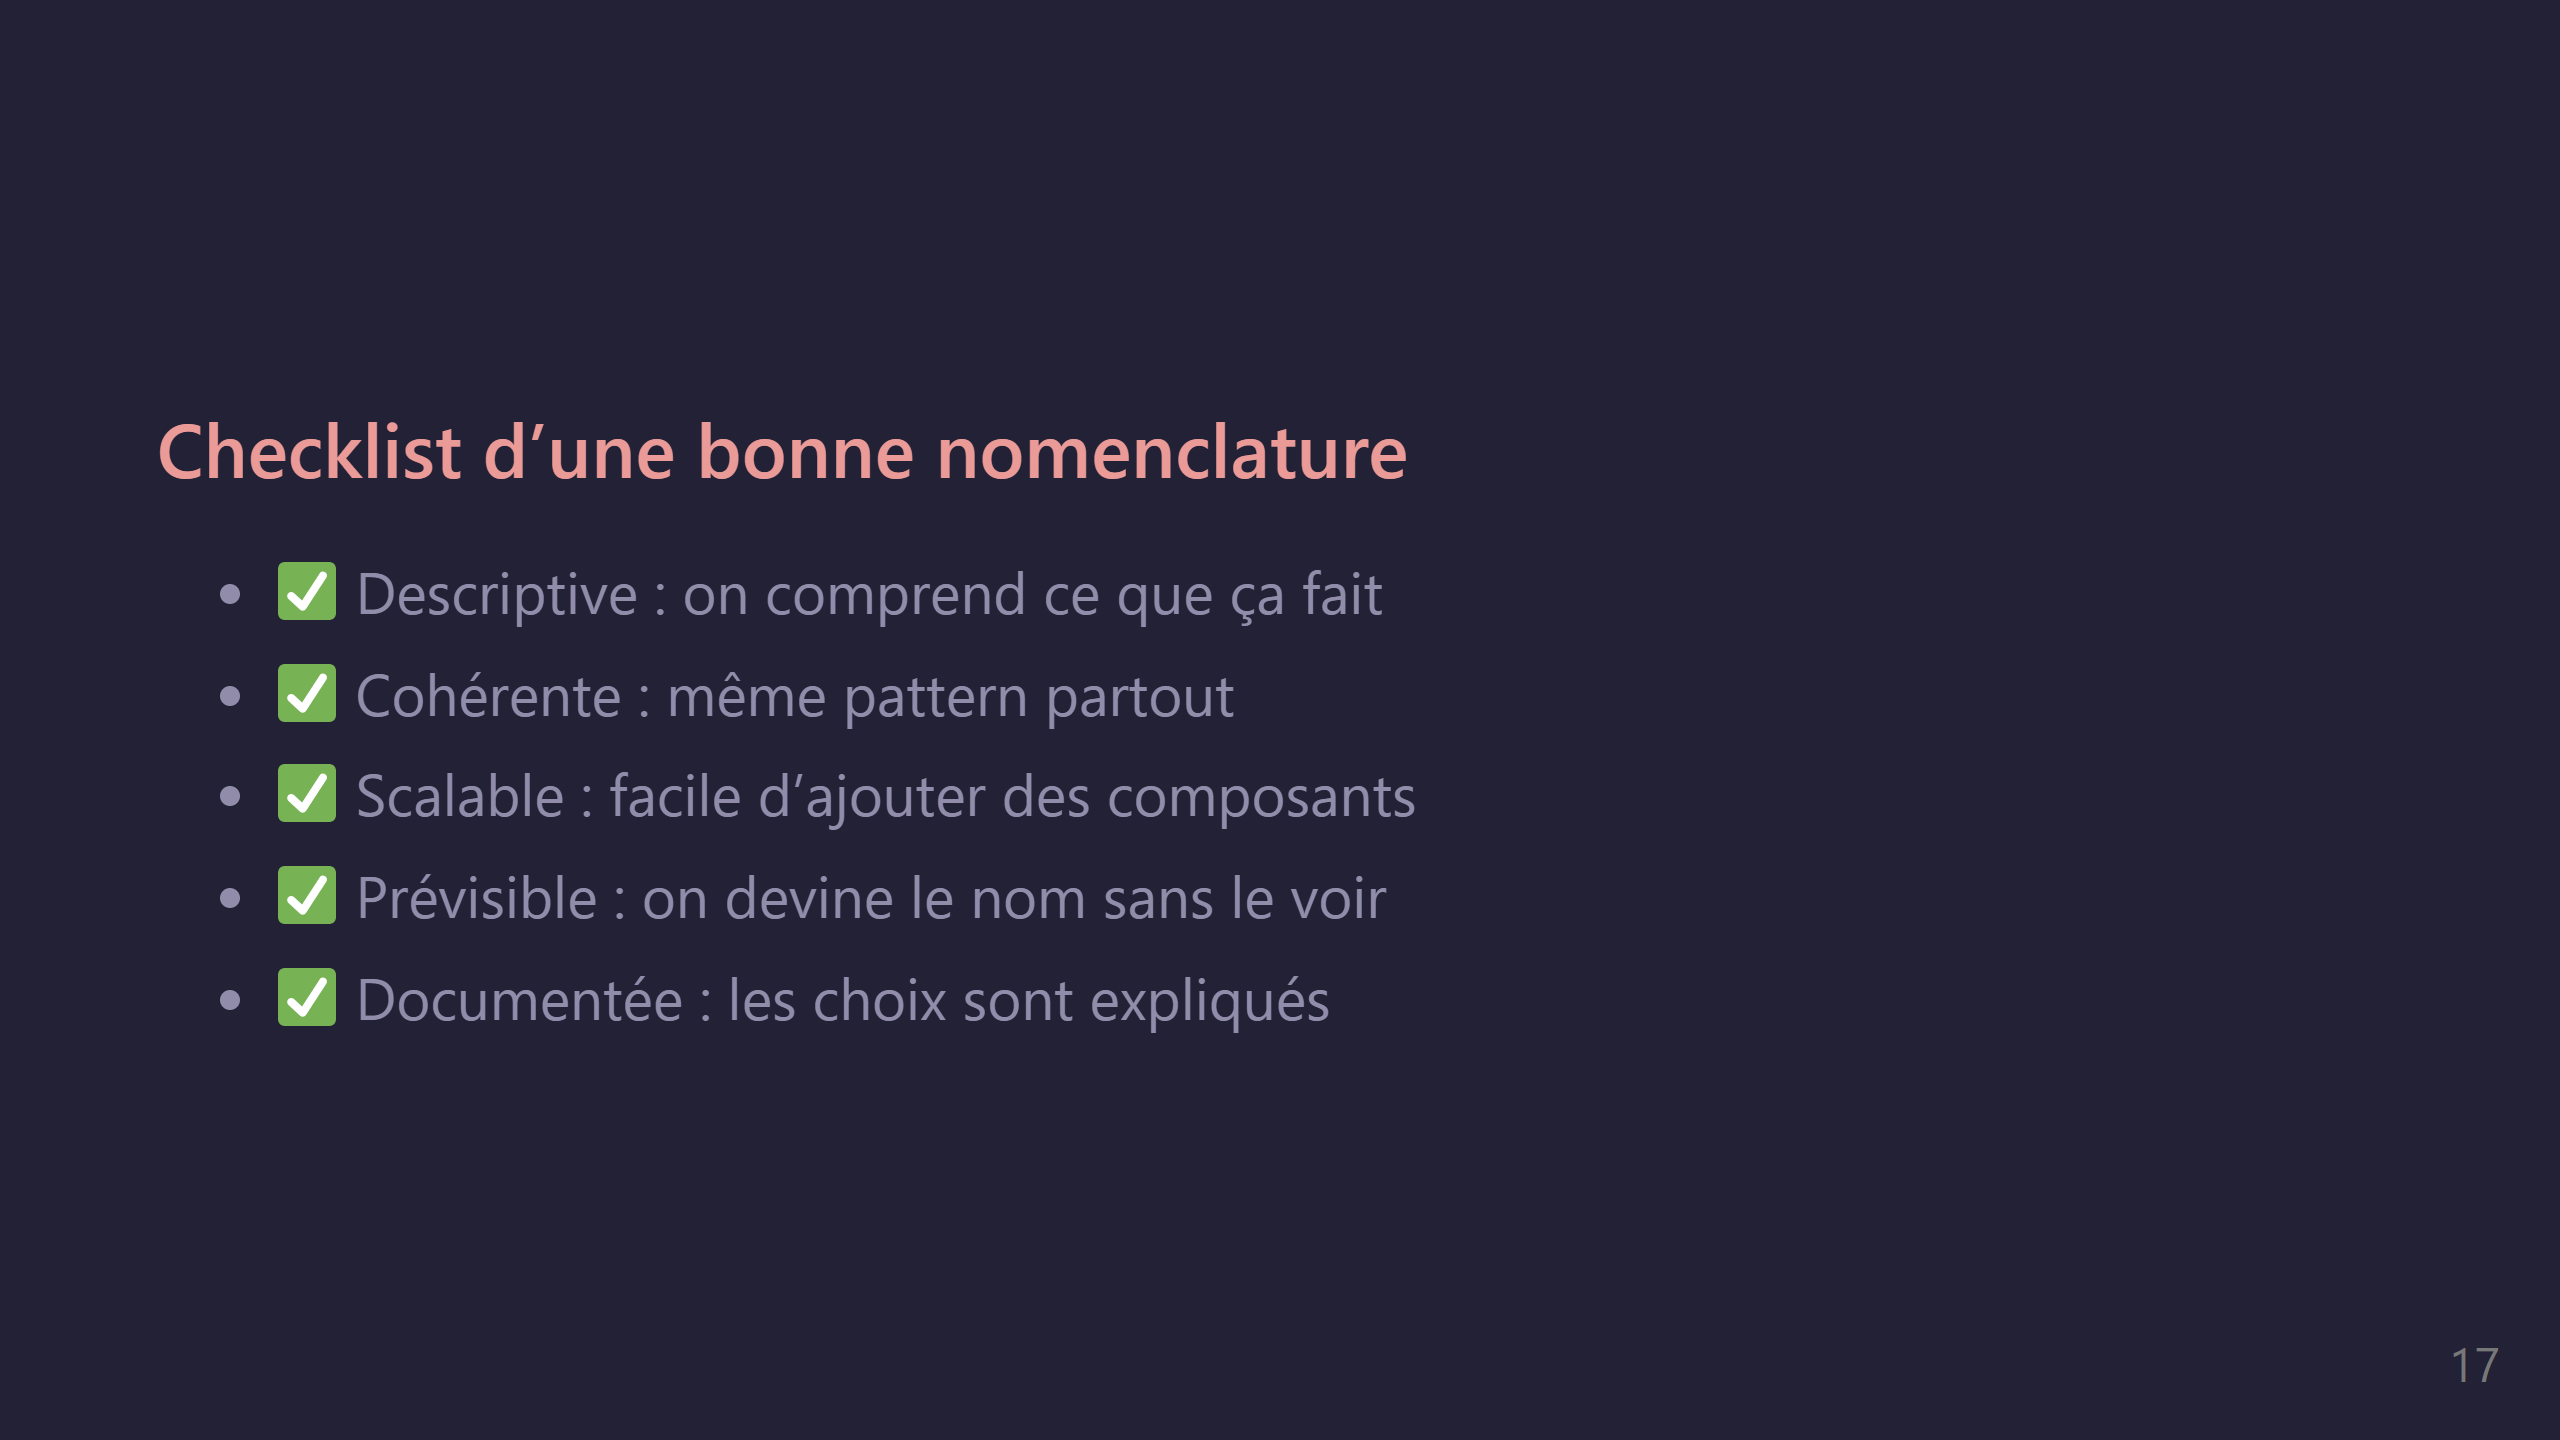 Checklist d’une bonne nomenclature
• ✅ Descriptive : on comprend ce que ça fait
• ✅ Cohérente : même pattern partout
• ✅ Scalable : facile d’ajouter des composants
• ✅ Prévisible : on devine le nom sans le voir
• ✅ Documentée : les choix sont expliqués
17